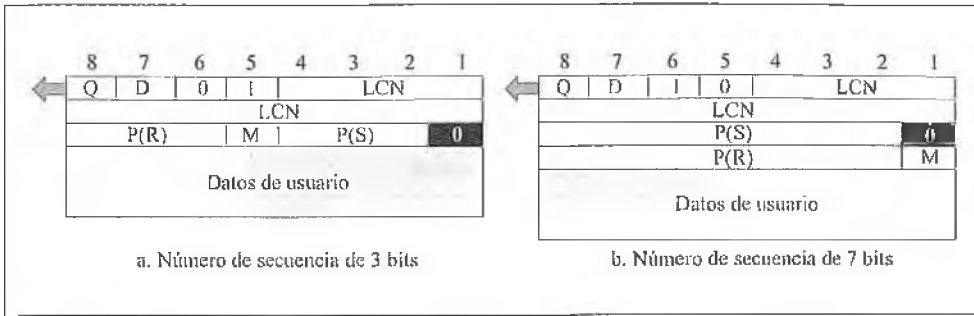 8 7 6 5 4 3 2 1
Q D 0 1 LCN
LCN
P(R) M P(S) 0
Datos de usuario
a. Número de secuencia de 3 bits
8 7 6 5 4 3 2 1
Q D 1 0 LCN
LCN
P(S) 0
P(R) M
Datos de usuario
b. Número de secuencia de 7 bits